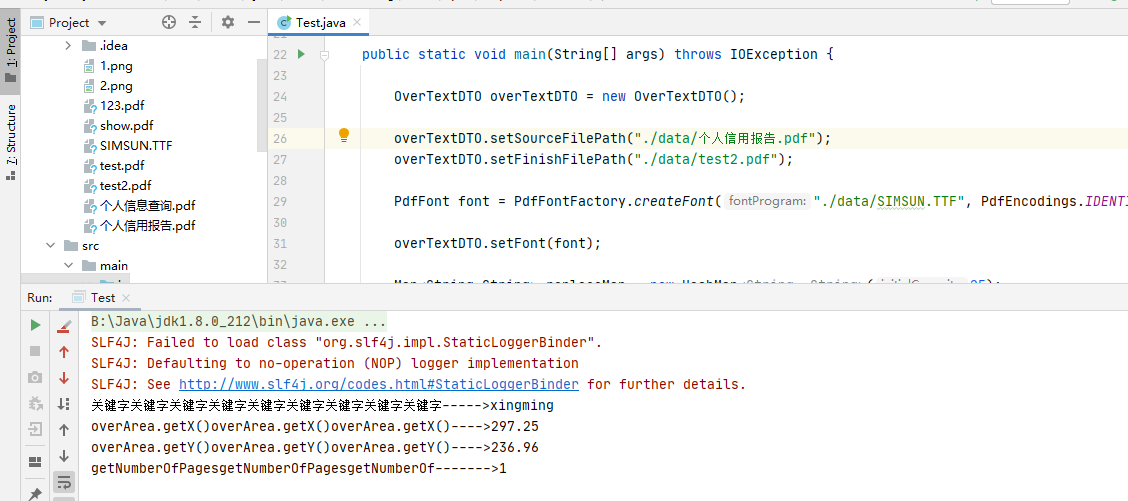 Project
Test.java
1: Project
7: Structure
.idea
1.png
2.png
123.pdf
show.pdf
SIMSUN.TTF
test.pdf
test2.pdf
个人信息查询.pdf
个人信用报告.pdf
src
main
22 public static void main(String[] args) throws IOException {
23
24 OverTextDTO overTextDTO = new OverTextDTO();
25
26 overTextDTO.setSourceFilePath("./data/个人信用报告.pdf");
27 overTextDTO.setFinishFilePath("./data/test2.pdf");
28
29 PdfFont font = PdfFontFactory.createFont( fontProgram: "./data/SIMSUN.TTF", PdfEncodings.IDENTI
30
31 overTextDTO.setFont(font);
32
Run: Test
B:\Java\jdk1.8.0_212\bin\java.exe ...
SLF4J: Failed to load class "org.slf4j.impl.StaticLoggerBinder".
SLF4J: Defaulting to no-operation (NOP) logger implementation
SLF4J: See http://www.slf4j.org/codes.html#StaticLoggerBinder for further details.
关键字关键字关键字关键字关键字关键字关键字关键字关键字----->xingming
overArea.getX()overArea.getX()overArea.getX()---->297.25
overArea.getY()overArea.getY()overArea.getY()---->236.96
getNumberOfPagesgetNumberOfPagesgetNumberOf------->1